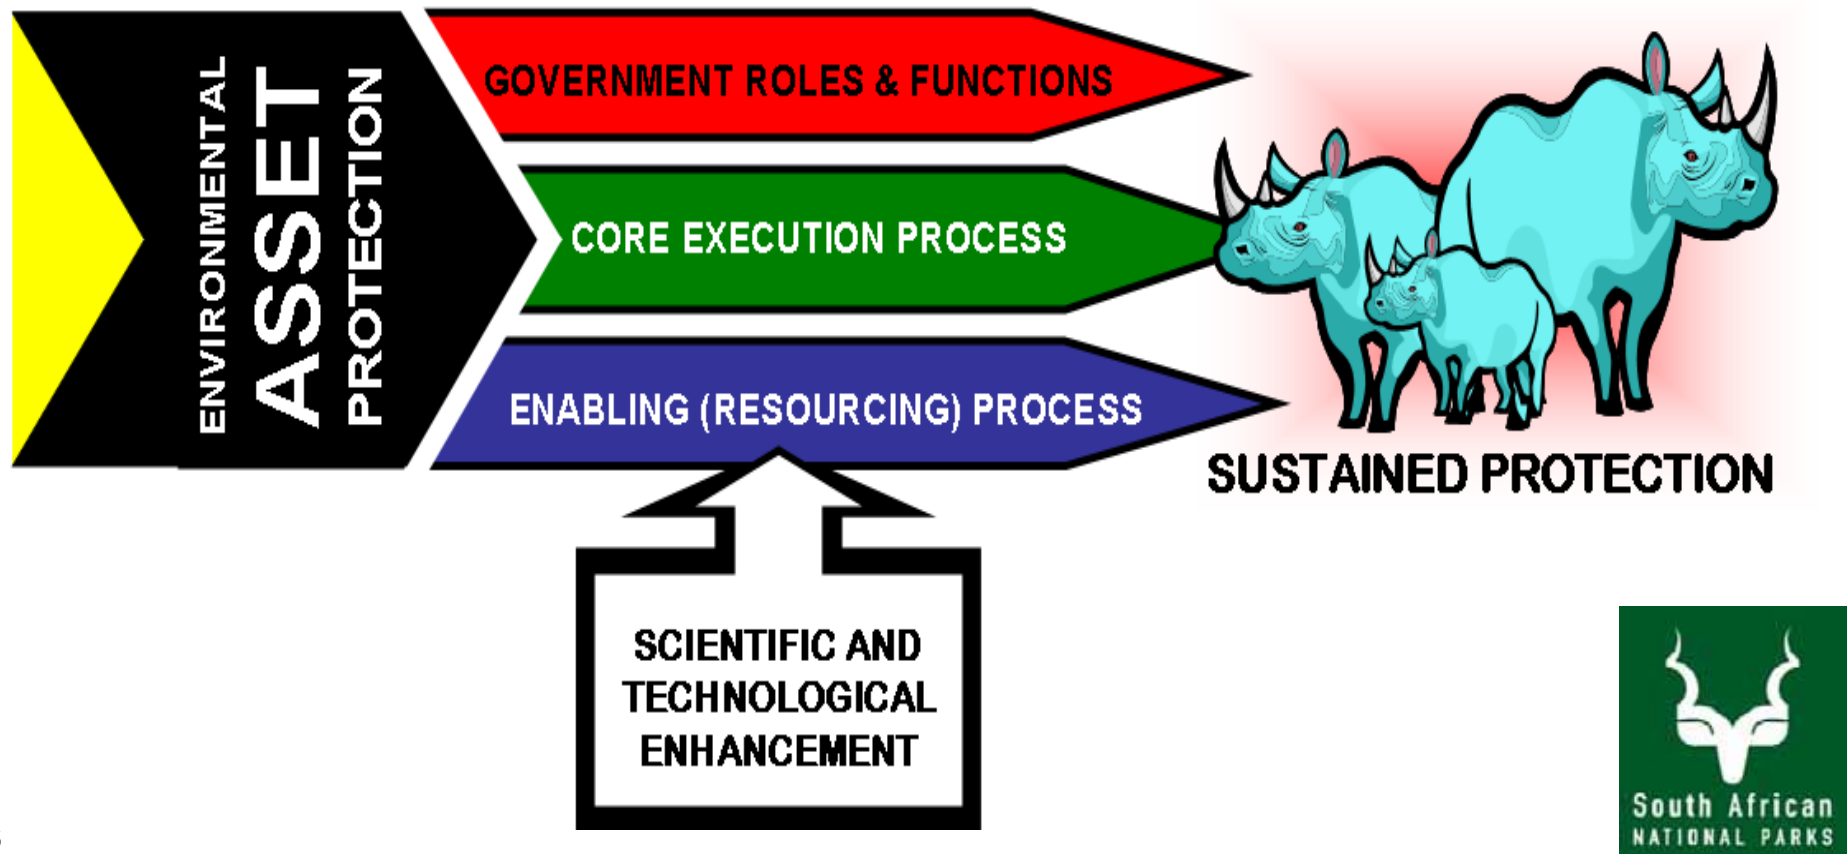 ENVIRONMENTAL
ASSET
PROTECTION
GOVERNMENT ROLES & FUNCTIONS
CORE EXECUTION PROCESS
ENABLING (RESOURCING) PROCESS
SUSTAINED PROTECTION
SCIENTIFIC AND
TECHNOLOGICAL
ENHANCEMENT
South African
NATIONAL PARKS